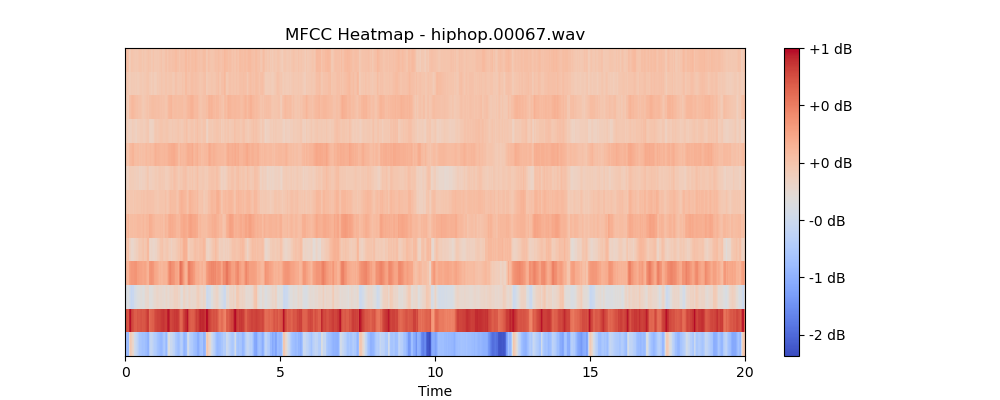 MFCC Heatmap - hiphop.00067.wav
+1 dB
+0 dB
+0 dB
-0 dB
-1 dB
-2 dB
0 5 10 15 20
Time